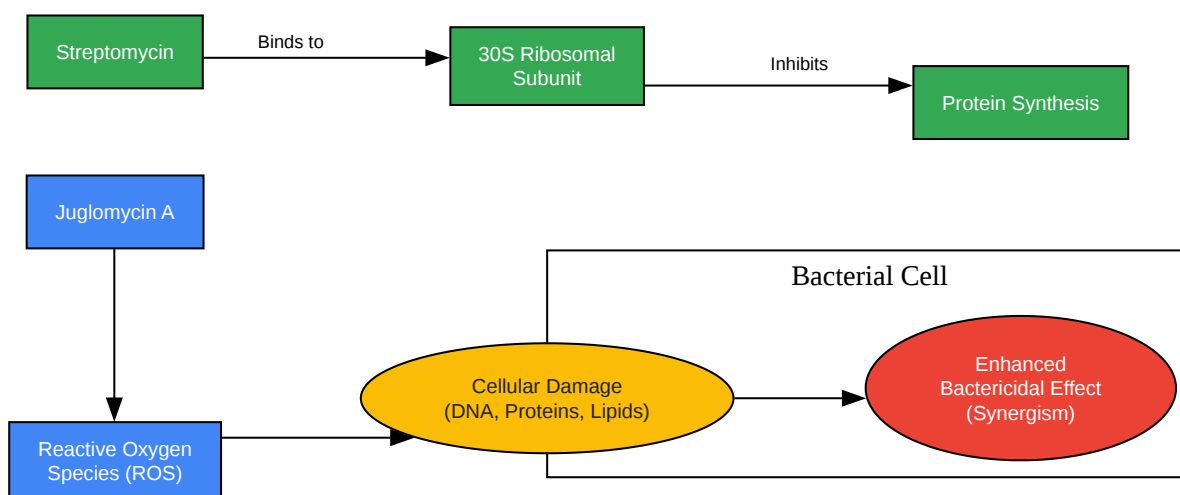 Streptomycin
Binds to
30S Ribosomal
Subunit
Inhibits
Protein Synthesis
Juglomycin A
Bacterial Cell
Enhanced
Bactericidal Effect
(Synergism)
Cellular Damage
(DNA, Proteins, Lipids)
Reactive Oxygen
Species (ROS)